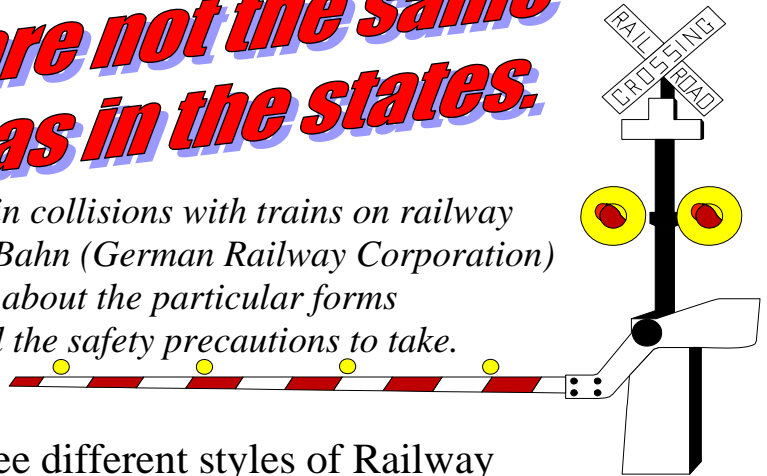 are not the same
as in the states.
RAIL CROSSING ROAD
in collisions with trains on railway
Bahn (German Railway Corporation)
about the particular forms
the safety precautions to take.
different styles of Railway